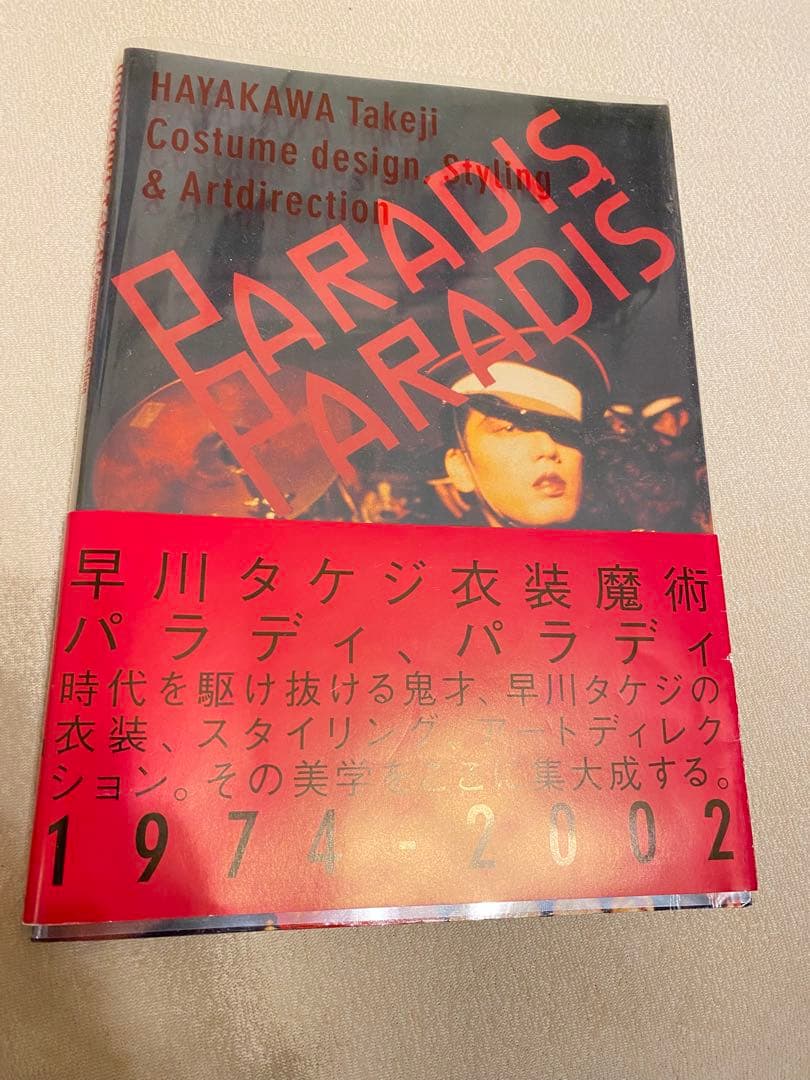 HAYAKAWA Takeji
Costume design, Styling
& Artdirection
PARADIS,
PARADIS
早川タケジ衣装魔術
パラディ、パラディ
時代を駆け抜ける鬼才、早川タケジの
衣装、スタイリング、アートディレク
ション。その美学をここに集大成する。
1974-2002